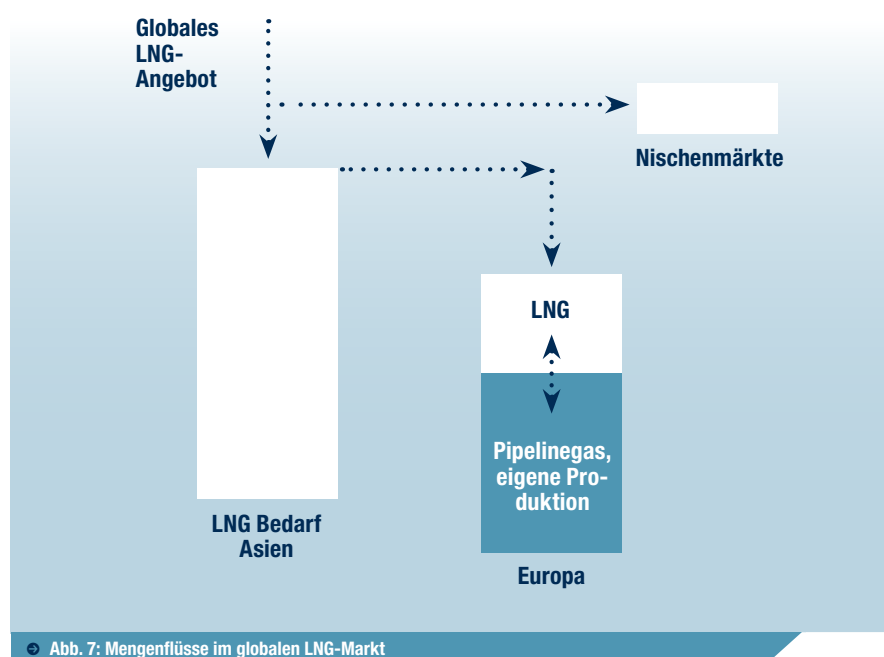 Globales
LNG-
Angebot
Nischenmärkte
LNG
Pipelinegas,
eigene Pro-
duktion
LNG Bedarf
Asien
Europa
Abb. 7: Mengenflüsse im globalen LNG-Markt